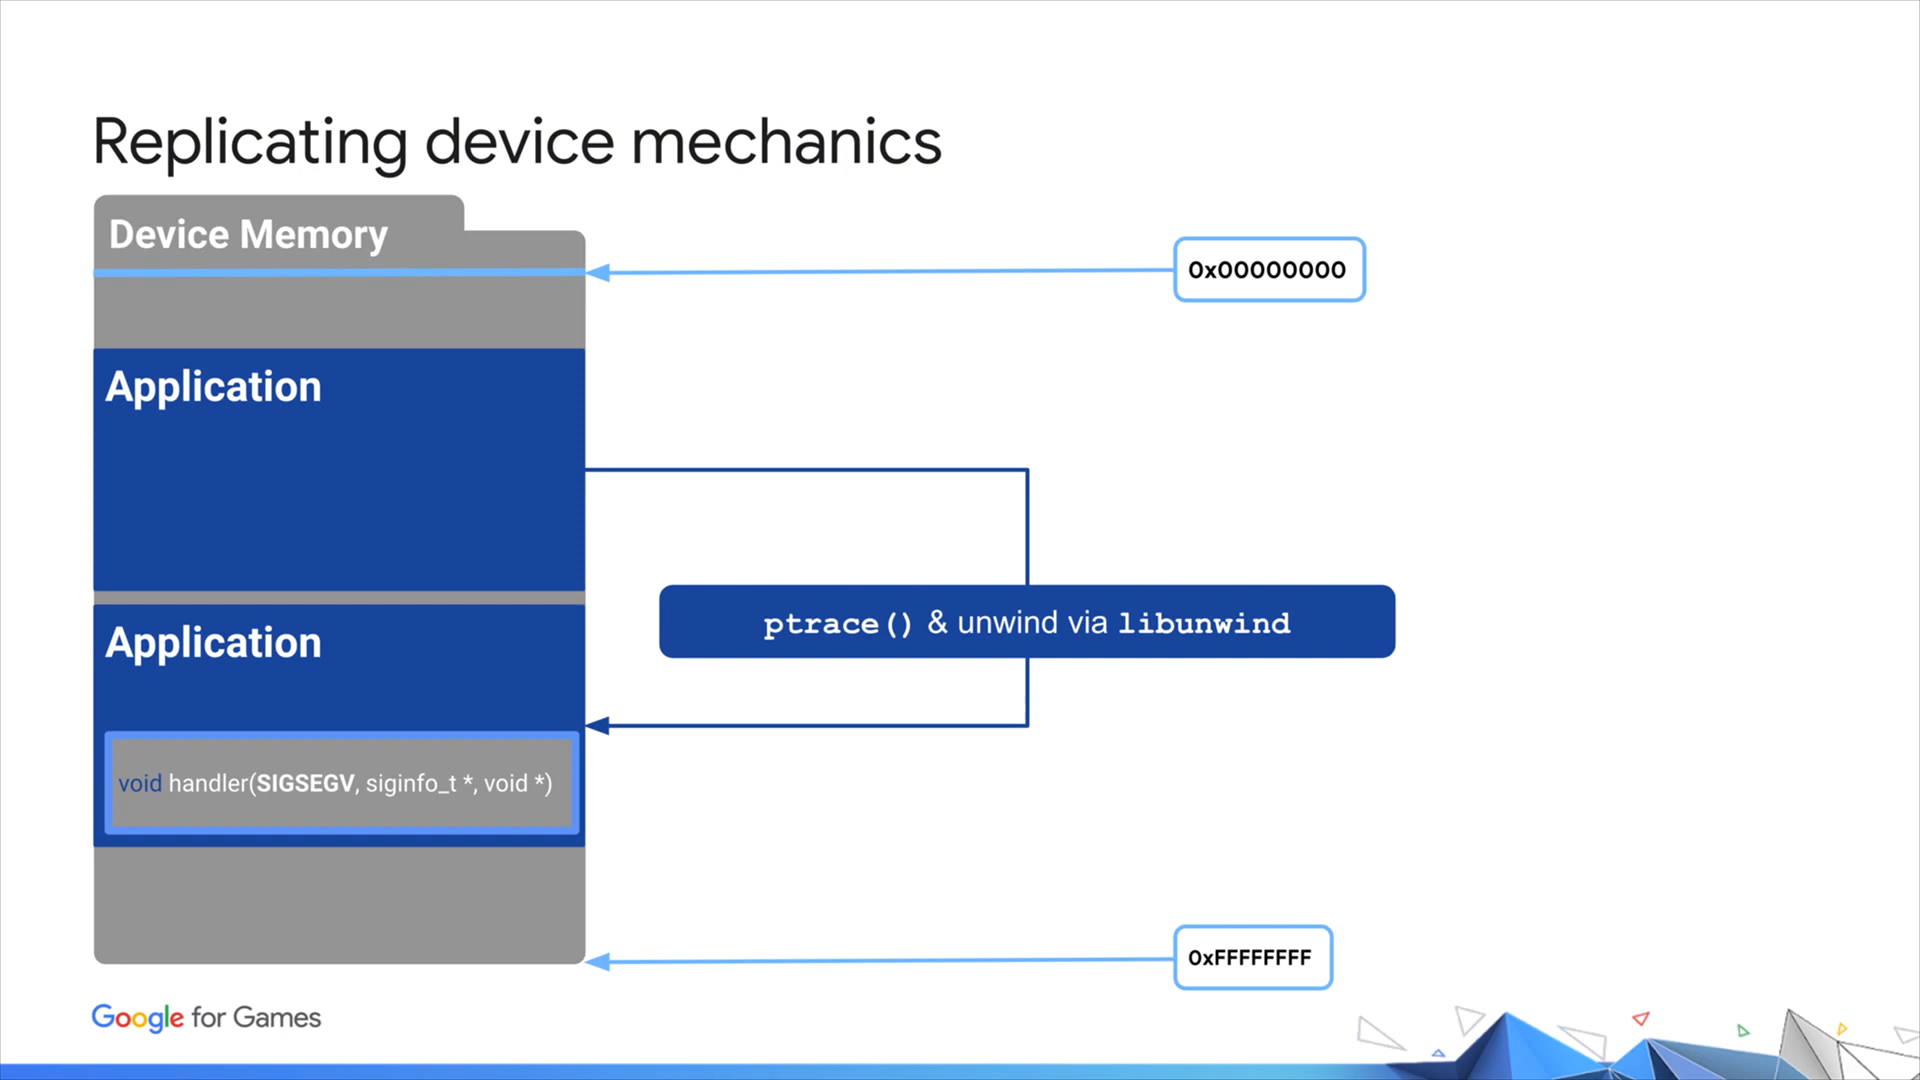 Replicating device mechanics
Device Memory
0x00000000
Application
ptrace() & unwind via libunwind
Application
void handler(SIGSEGV, siginfo_t *, void *)
0xFFFFFFFF
Google for Games